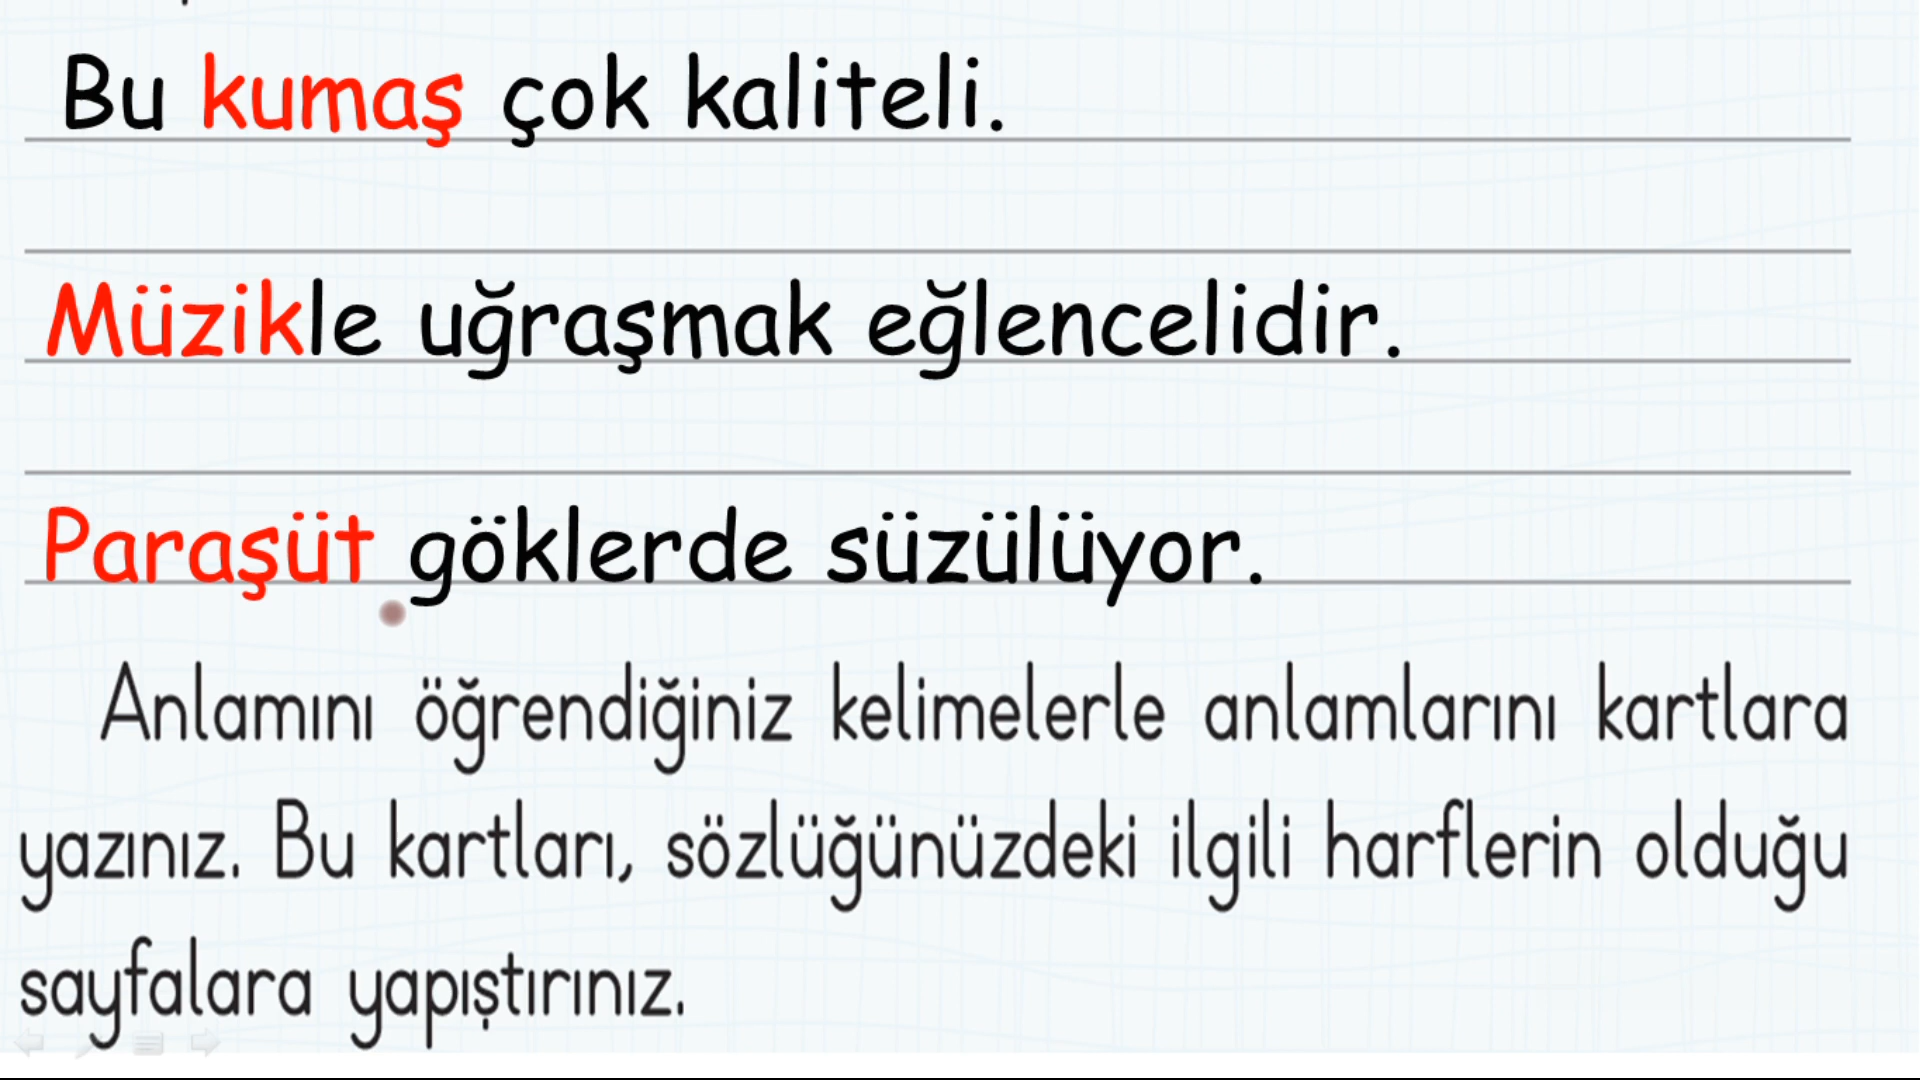 Bu kumaş çok kaliteli.
Müzikle uğraşmak eğlencelidir.
Paraşüt göklerde süzülüyor.
Anlamını öğrendiğiniz kelimelerle anlamlarını kartlara
yazınız. Bu kartları, sözlüğünüzdeki ilgili harflerin olduğu
sayfalara yapıştırınız.